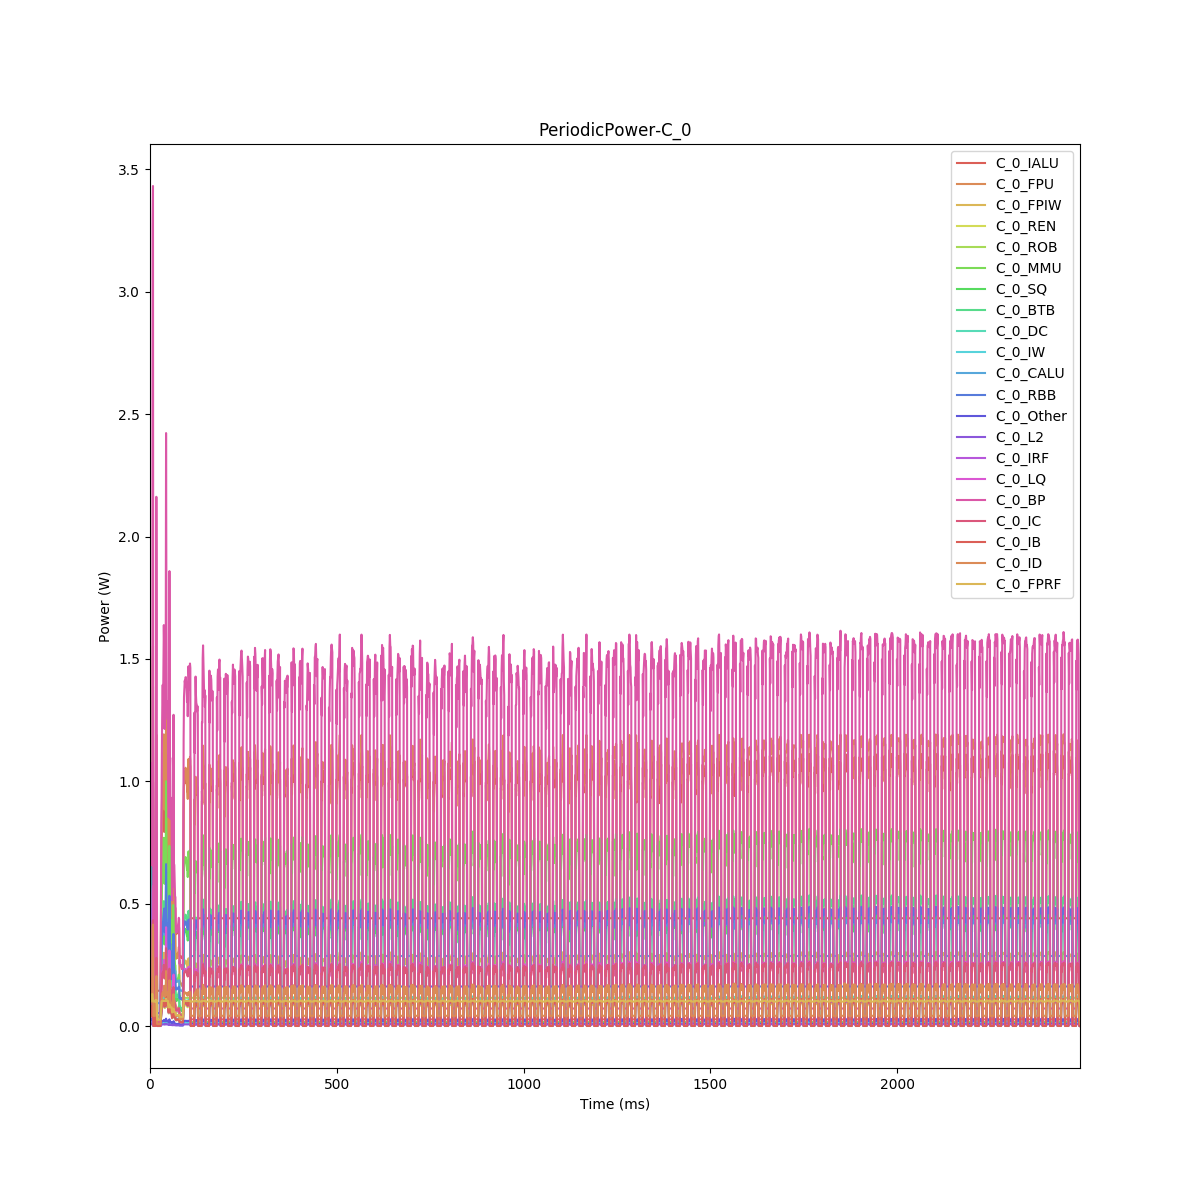 PeriodicPower-C_0
3.5
3.0
2.5
2.0
1.5
1.0
0.5
0.0
Power (W)
0
500
1000
1500
2000
Time (ms)
C_0_IALU
C_0_FPU
C_0_FPIW
C_0_REN
C_0_ROB
C_0_MMU
C_0_SQ
C_0_BTB
C_0_DC
C_0_IW
C_0_CALU
C_0_RBB
C_0_Other
C_0_L2
C_0_IRF
C_0_LQ
C_0_BP
C_0_IC
C_0_IB
C_0_ID
C_0_FPRF